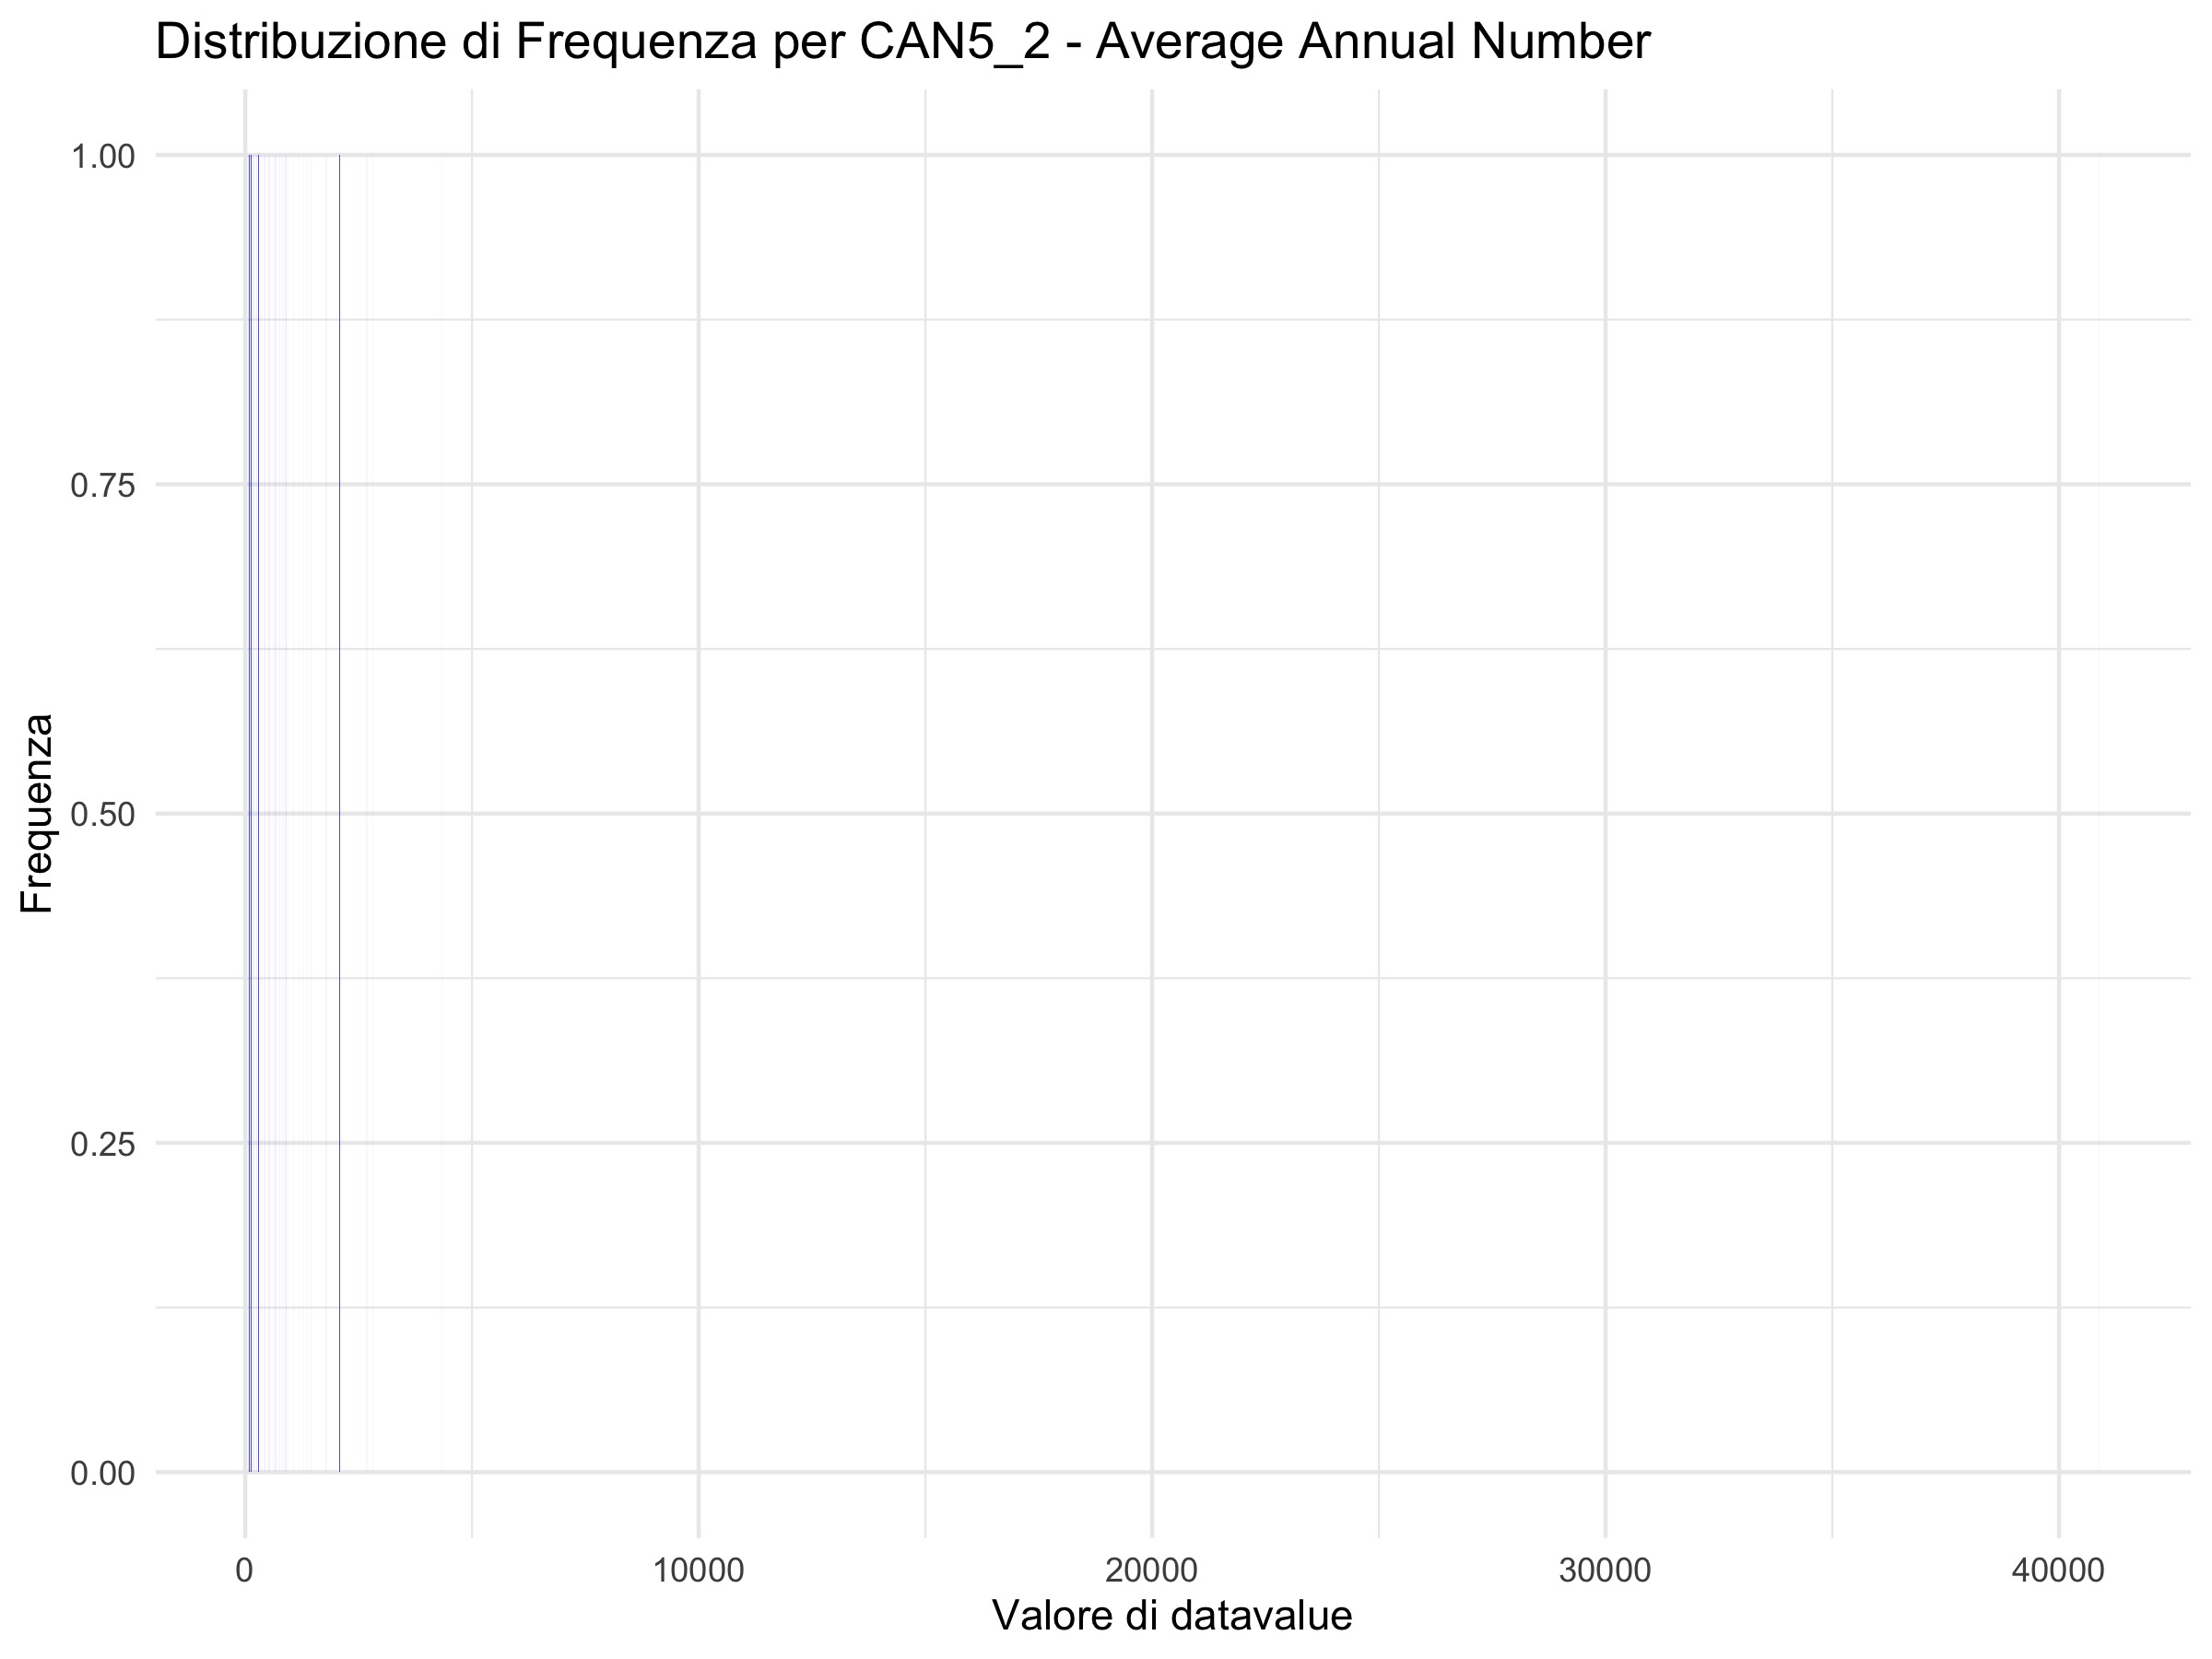 Distribuzione di Frequenza per CAN5_2 - Average Annual Number
Frequenza
1.00
0.75
0.50
0.25
0.00
0 10000 20000 30000 40000
Valore di datavalue